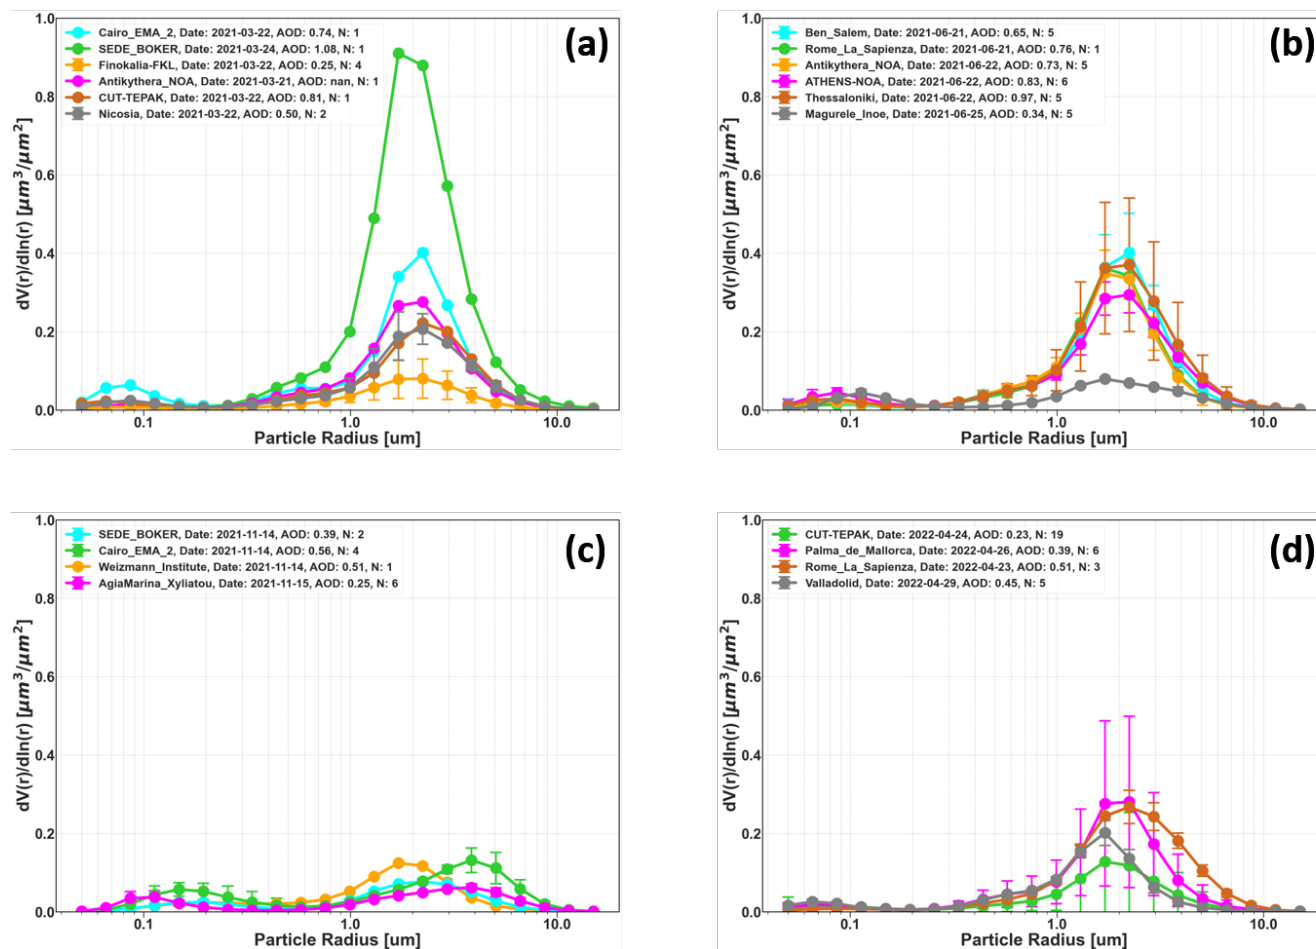 (a)
Cairo_EMA_2, Date: 2021-03-22, AOD: 0.74, N: 1
SEDE_BOKER, Date: 2021-03-24, AOD: 1.08, N: 1
Finokalia-FKL, Date: 2021-03-22, AOD: 0.25, N: 4
Antikythera_NOA, Date: 2021-03-21, AOD: nan, N: 1
CUT-TEPAK, Date: 2021-03-22, AOD: 0.81, N: 1
Nicosia, Date: 2021-03-22, AOD: 0.50, N: 2
dV(r)/dln(r) [μm³/μm²]
1.0
0.8
0.6
0.4
0.2
0.0
0.1 1.0 10.0
Particle Radius [um]
(b)
Ben_Salem, Date: 2021-06-21, AOD: 0.65, N: 5
Rome_La_Sapienza, Date: 2021-06-21, AOD: 0.76, N: 1
Antikythera_NOA, Date: 2021-06-22, AOD: 0.73, N: 5
ATHENS-NOA, Date: 2021-06-22, AOD: 0.83, N: 6
Thessaloniki, Date: 2021-06-22, AOD: 0.97, N: 5
Magurele_Inoe, Date: 2021-06-25, AOD: 0.34, N: 5
dV(r)/dln(r) [μm³/μm²]
1.0
0.8
0.6
0.4
0.2
0.0
0.1 1.0 10.0
Particle Radius [um]
(c)
SEDE_BOKER, Date: 2021-11-14, AOD: 0.39, N: 2
Cairo_EMA_2, Date: 2021-11-14, AOD: 0.56, N: 4
Weizmann_Institute, Date: 2021-11-14, AOD: 0.51, N: 1
AgiaMarina_Xyliatou, Date: 2021-11-15, AOD: 0.25, N: 6
dV(r)/dln(r) [μm³/μm²]
1.0
0.8
0.6
0.4
0.2
0.0
0.1 1.0 10.0
Particle Radius [um]
(d)
CUT-TEPAK, Date: 2022-04-24, AOD: 0.23, N: 19
Palma_de_Mallorca, Date: 2022-04-26, AOD: 0.39, N: 6
Rome_La_Sapienza, Date: 2022-04-23, AOD: 0.51, N: 3
Valladolid, Date: 2022-04-29, AOD: 0.45, N: 5
dV(r)/dln(r) [μm³/μm²]
1.0
0.8
0.6
0.4
0.2
0.0
0.1 1.0 10.0
Particle Radius [um]